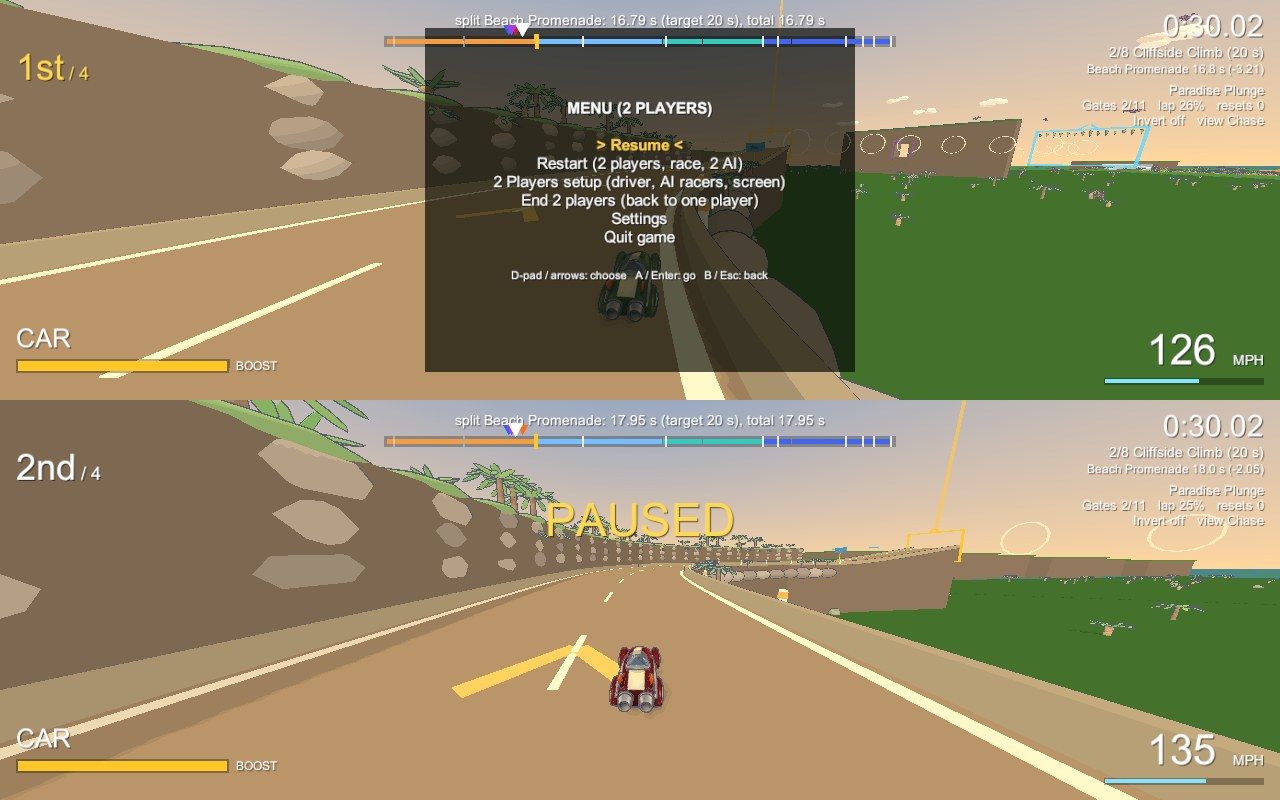 split Beach Promenade: 16.79 s (target 20 s), total 16.79 s
0:30.02
2/8 Cliffside Climb (20 s)
Beach Promenade 16.8 s (-3.21)
Paradise Plunge
Gates 2/11 lap 26% resets 0
Invert off view Chase
1st / 4
MENU (2 PLAYERS)
> Resume <
Restart (2 players, race, 2 AI)
2 Players setup (driver, AI racers, screen)
End 2 players (back to one player)
Settings
Quit game
D-pad / arrows: choose A / Enter: go B / Esc: back
CAR
BOOST
126 MPH
split Beach Promenade: 17.95 s (target 20 s), total 17.95 s
0:30.02
2/8 Cliffside Climb (20 s)
Beach Promenade 18.0 s (-2.05)
Paradise Plunge
Gates 2/11 lap 25% resets 0
Invert off view Chase
2nd / 4
PAUSED
CAR
BOOST
135 MPH